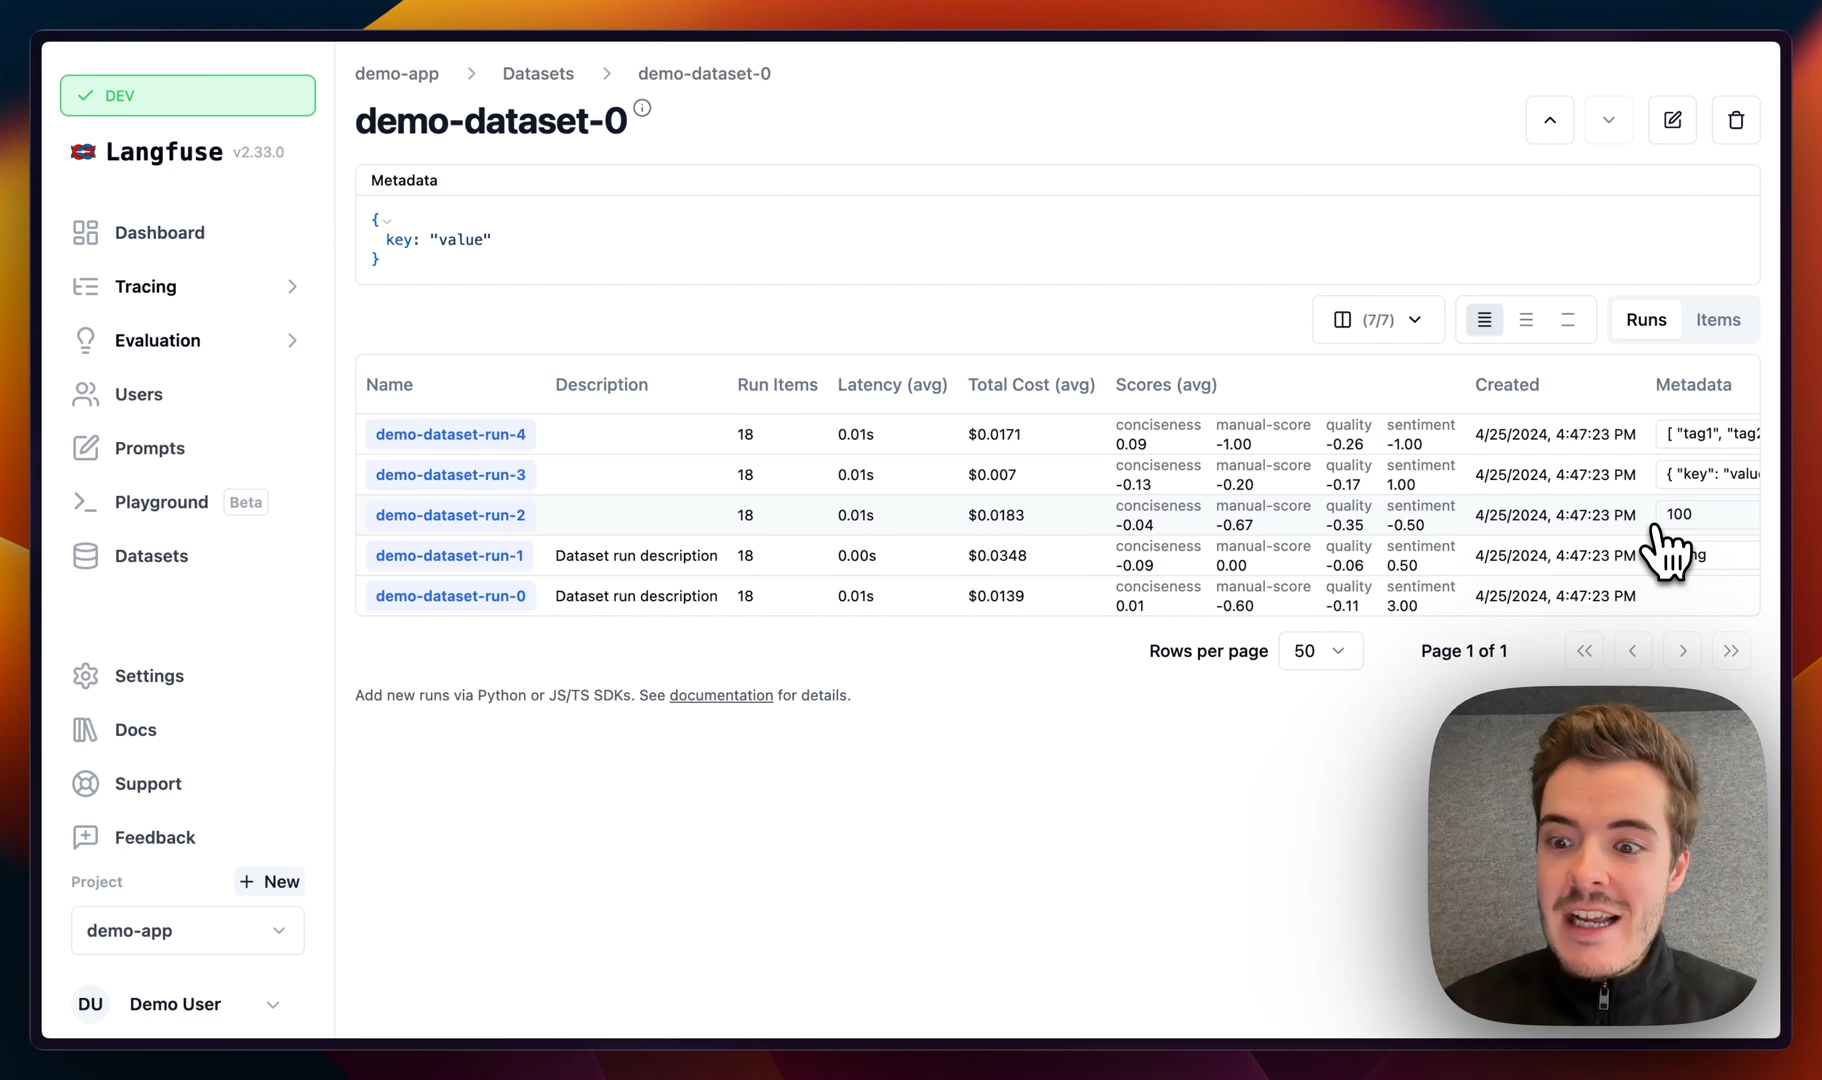 DEV
Langfuse v2.33.0
Dashboard
Tracing
Evaluation
Users
Prompts
Playground Beta
Datasets
Settings
Docs
Support
Feedback
Project + New
demo-app
DU Demo User
demo-app > Datasets > demo-dataset-0
demo-dataset-0
Metadata
{
key: "value"
}
(7/7)
Runs Items
Name Description Run Items Latency (avg) Total Cost (avg) Scores (avg) Created Metadata
conciseness manual-score quality sentiment
demo-dataset-run-4 18 0.01s $0.0171 0.09 -1.00 -0.26 -1.00 4/25/2024, 4:47:23 PM [ "tag1", "tag2
conciseness manual-score quality sentiment
demo-dataset-run-3 18 0.01s $0.007 -0.13 -0.20 -0.17 1.00 4/25/2024, 4:47:23 PM { "key": "valu
conciseness manual-score quality sentiment
demo-dataset-run-2 18 0.01s $0.0183 -0.04 -0.67 -0.35 -0.50 4/25/2024, 4:47:23 PM 100
conciseness manual-score quality sentiment
demo-dataset-run-1 Dataset run description 18 0.00s $0.0348 -0.09 0.00 -0.06 0.50 4/25/2024, 4:47:23 PM
conciseness manual-score quality sentiment
demo-dataset-run-0 Dataset run description 18 0.01s $0.0139 0.01 -0.60 -0.11 3.00 4/25/2024, 4:47:23 PM
Rows per page 50 Page 1 of 1
Add new runs via Python or JS/TS SDKs. See documentation for details.